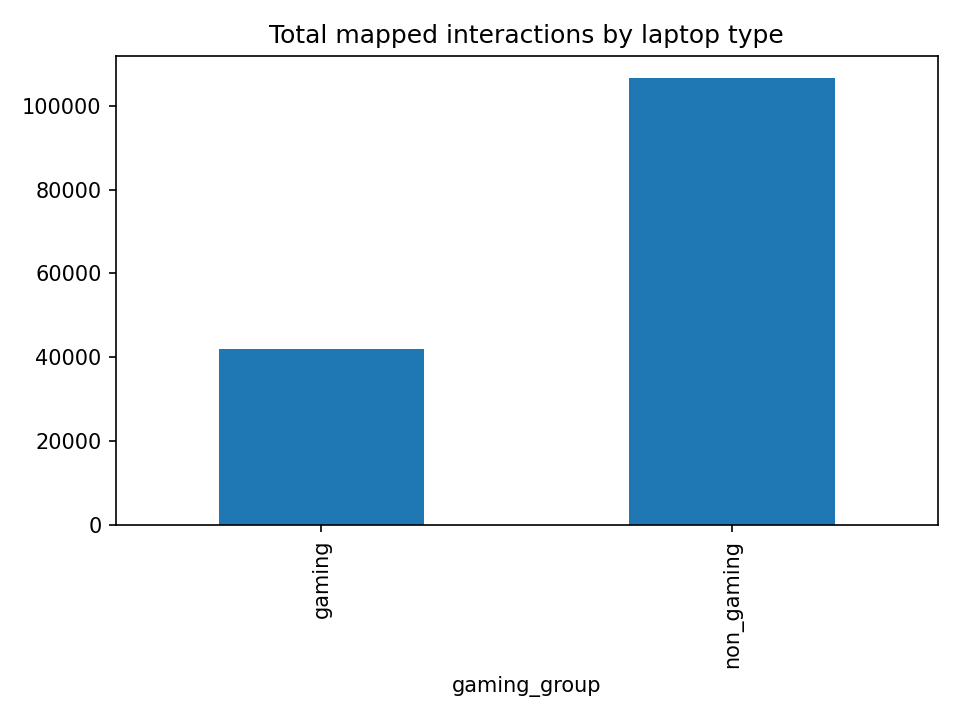 Total mapped interactions by laptop type
100000
80000
60000
40000
20000
0
gaming
non_gaming
gaming_group